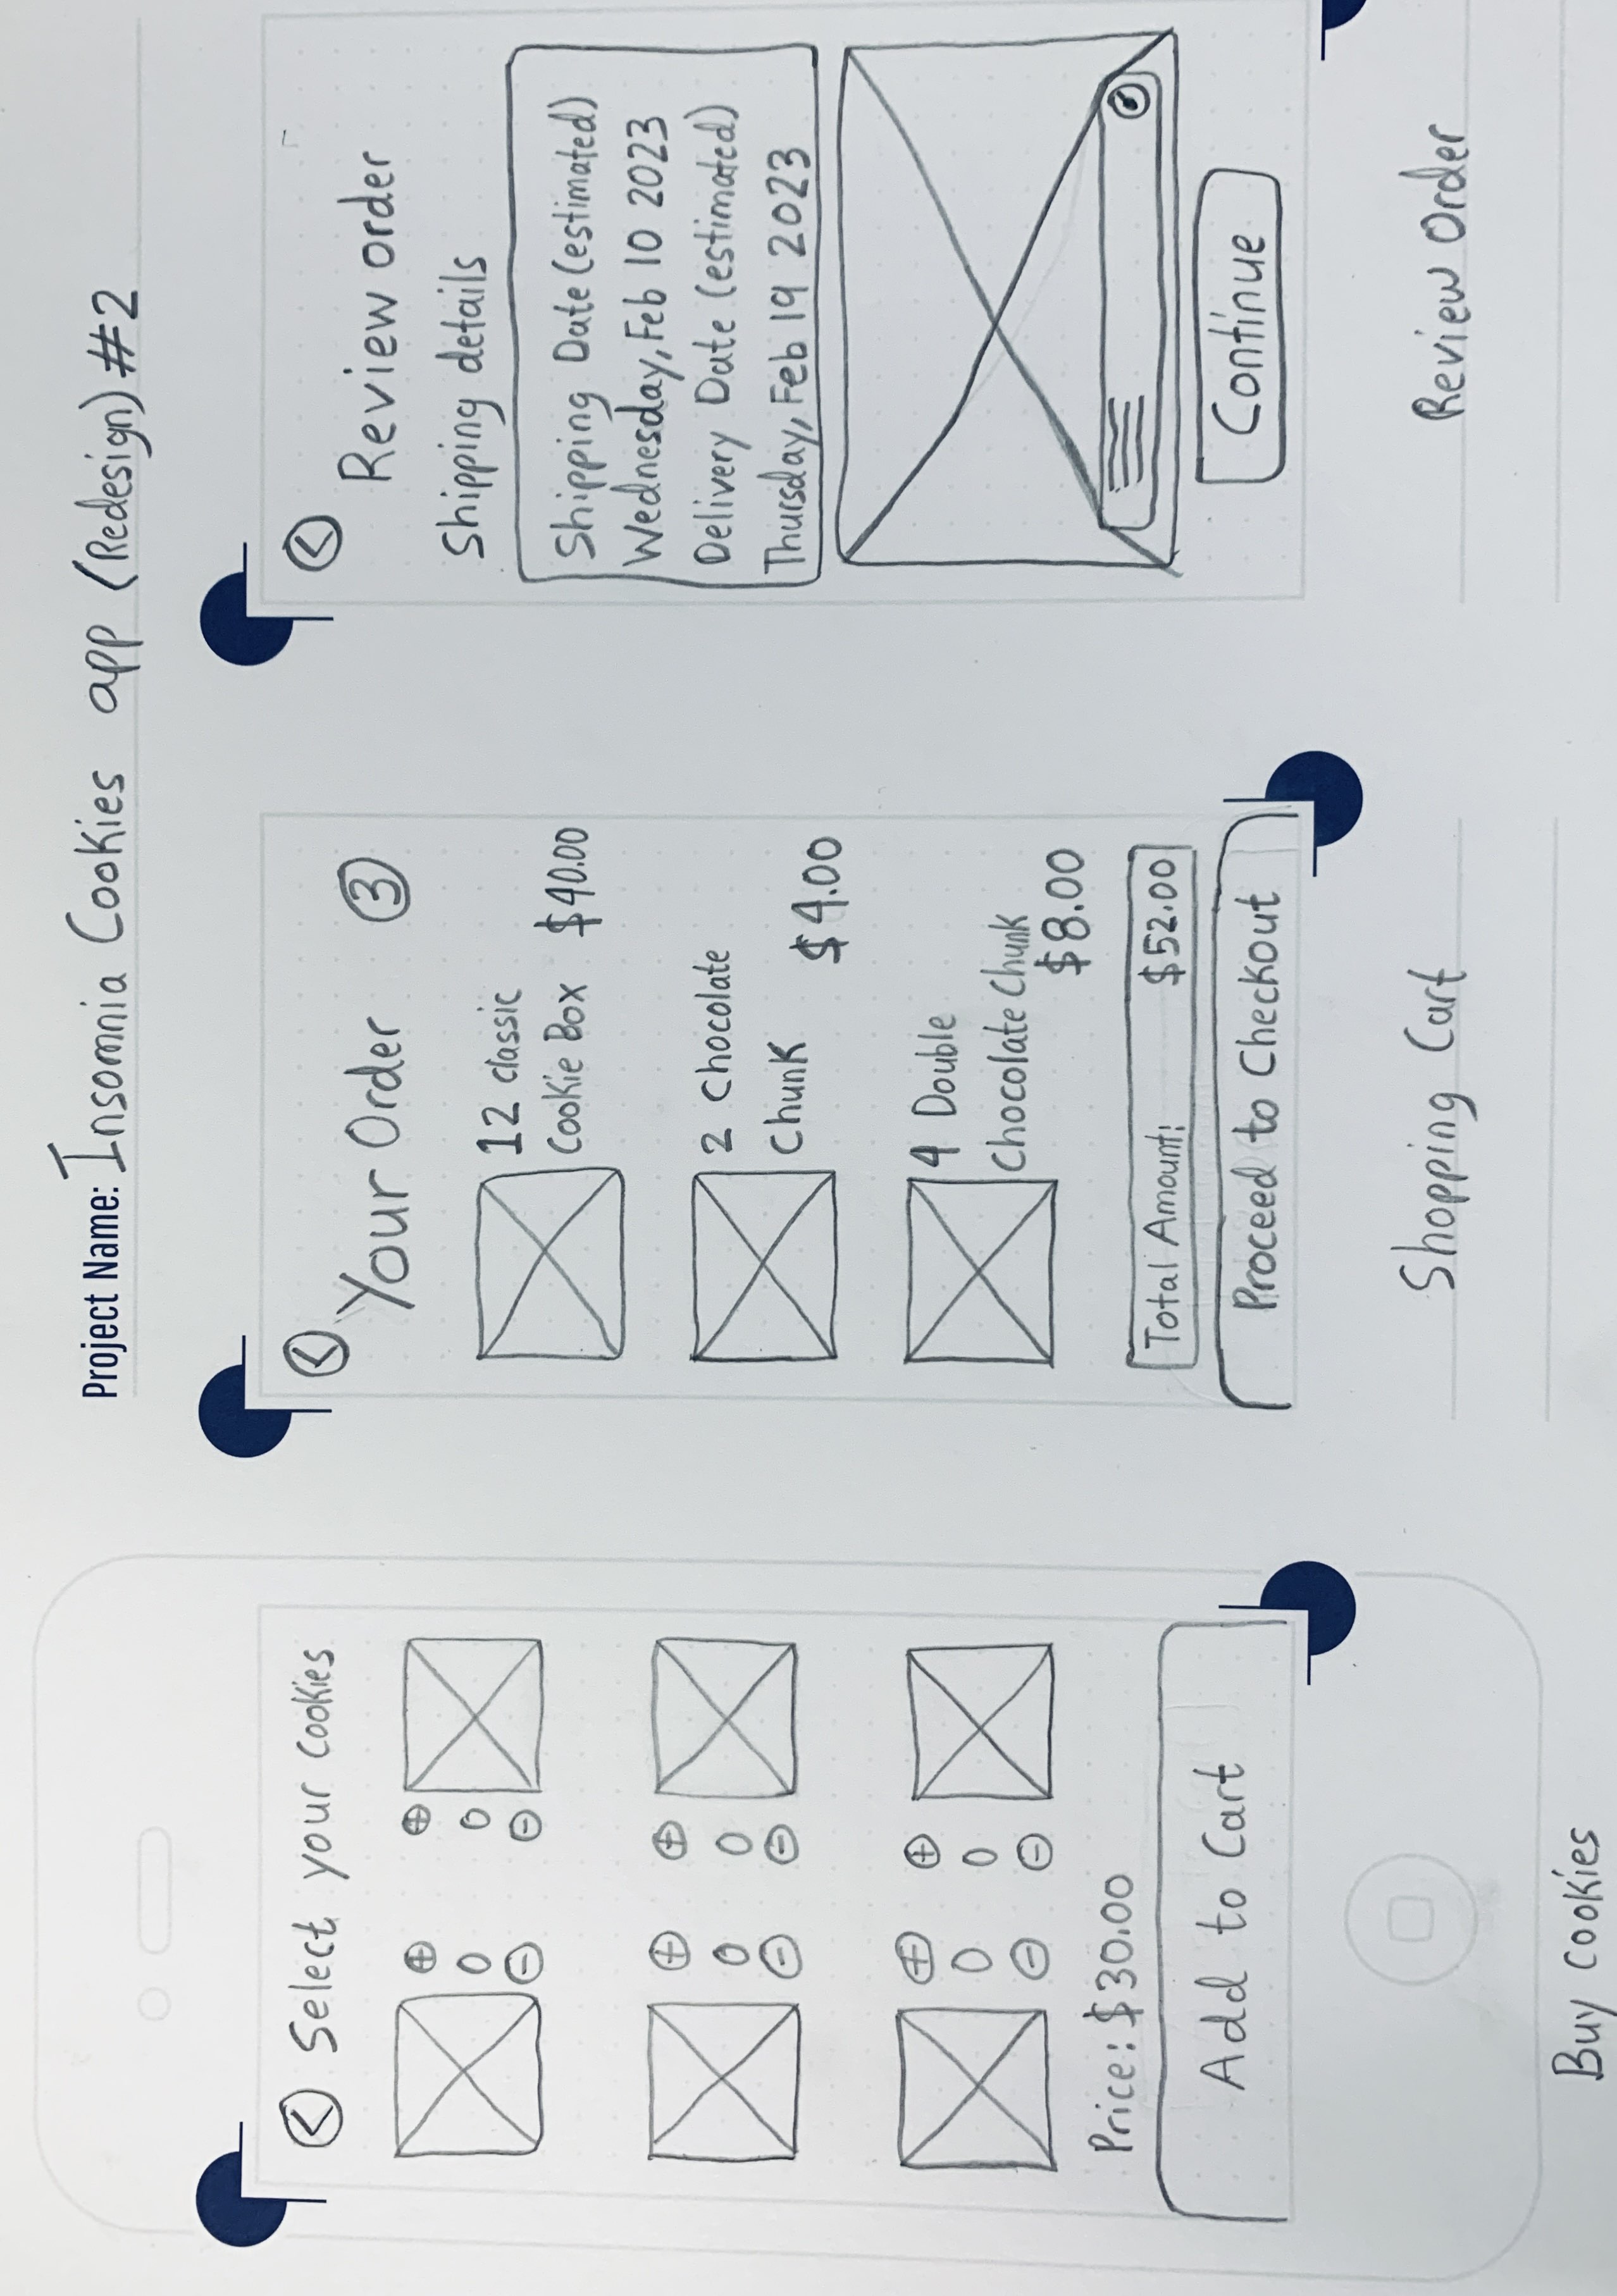 Project Name: Insomnia Cookies app (Redesign) #2
Select your cookies
+ +
0 0
- -
+ +
0 0
- -
+ +
0 0
- -
Price: $30.00
Add to Cart
Buy cookies
Your Order 3
12 classic
Cookie Box $40.00
2 Chocolate
Chunk
$4.00
4 Double
Chocolate Chunk
$8.00
Total Amount: $52.00
Proceed to Checkout
Shopping Cart
Review order
Shipping details
Shipping Date (estimated)
Wednesday, Feb 10 2023
Delivery Date (estimated)
Thursday, Feb 19 2023
Continue
Review Order